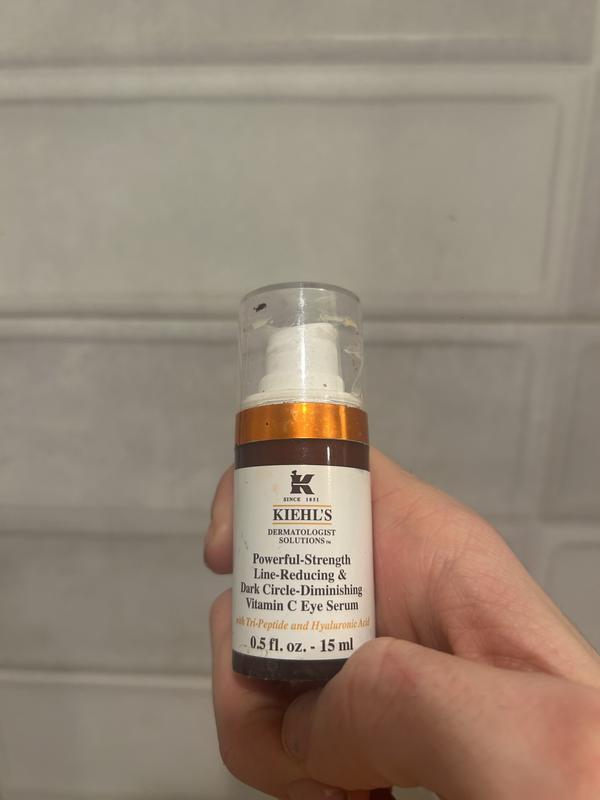 K
SINCE 1851
KIEHL'S
DERMATOLOGIST
SOLUTIONS™
Powerful-Strength
Line-Reducing &
Dark Circle-Diminishing
Vitamin C Eye Serum
with Tri-Peptide and Hyaluronic Acid
0.5 fl. oz. - 15 ml